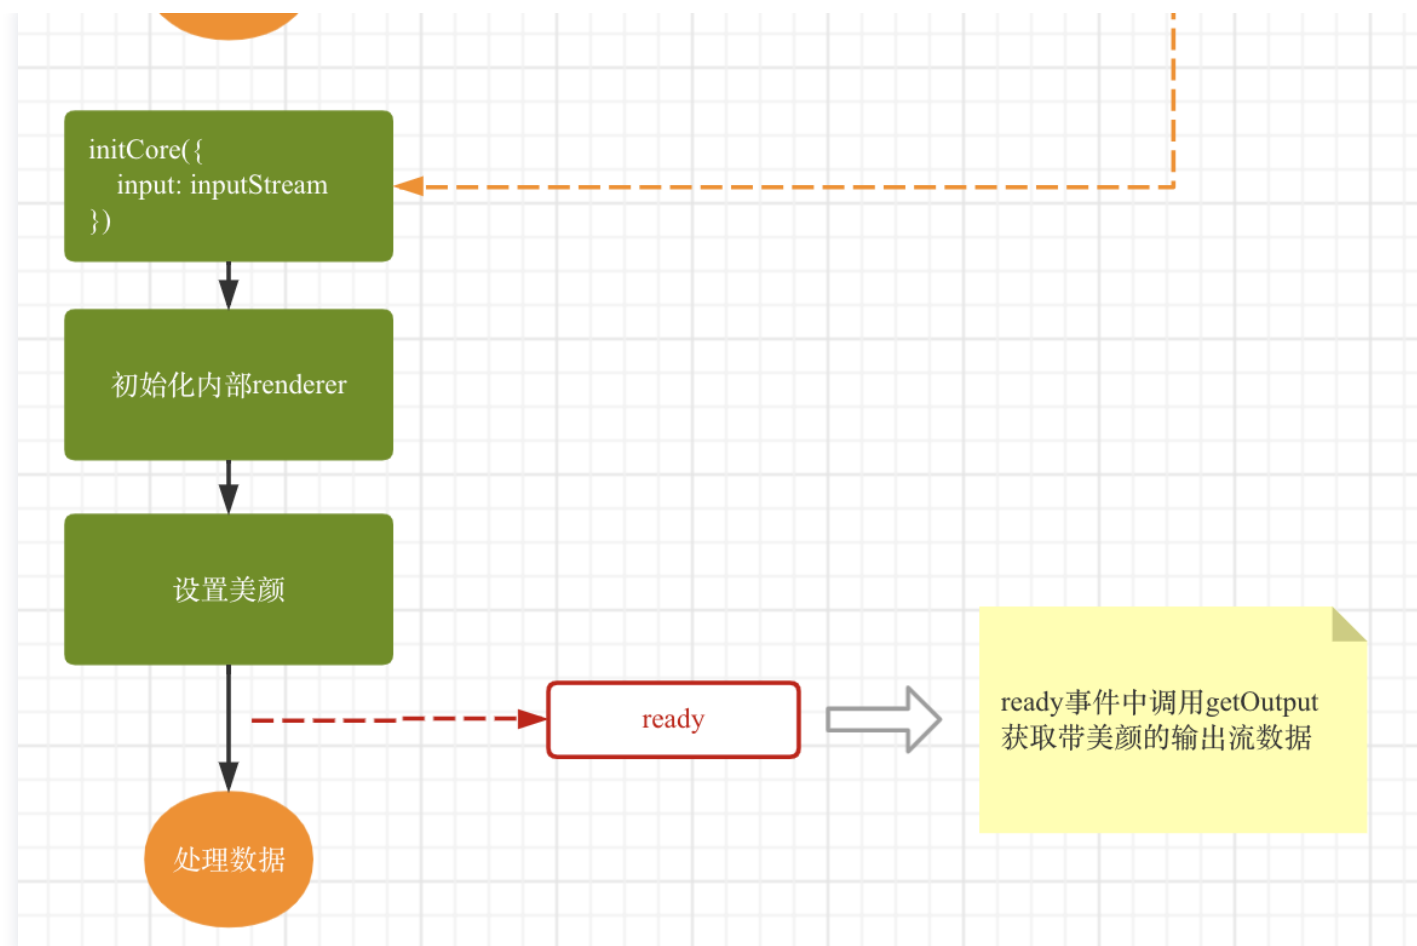 initCore({
input: inputStream
})
初始化内部renderer
设置美颜
ready
ready事件中调用getOutput
获取带美颜的输出流数据
处理数据